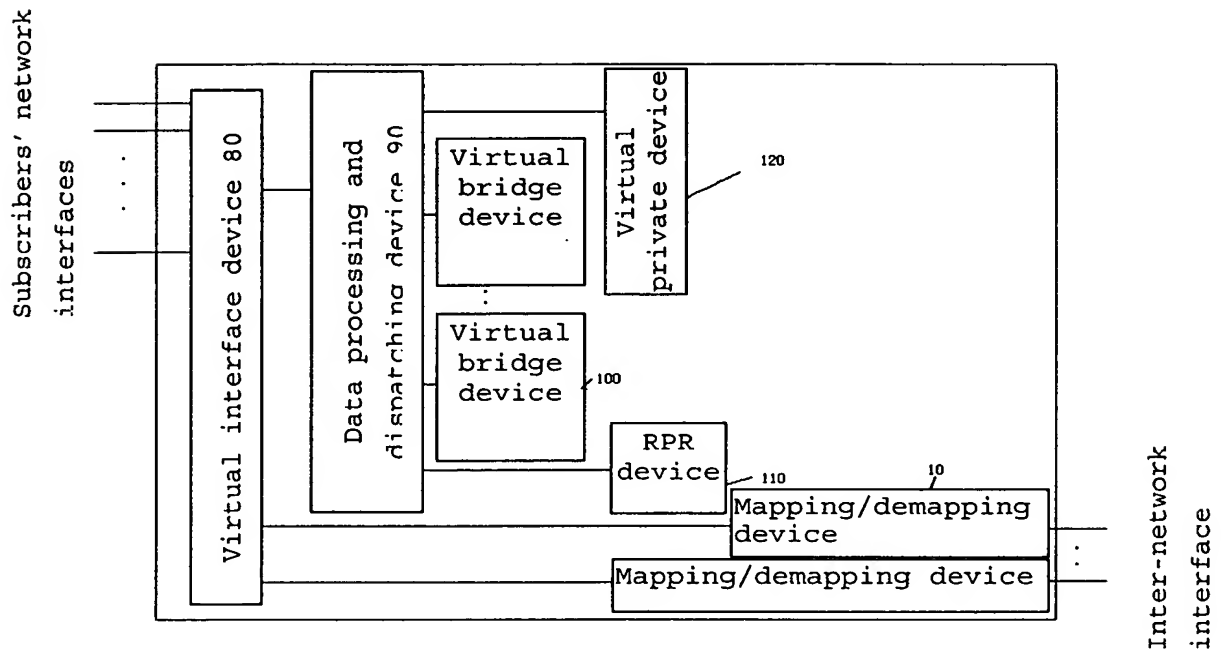 Subscribers' network
interfaces
Virtual interface device 80
Data processing and
dispatching device 90
Virtual
bridge
device
Virtual
bridge
device
100
Virtual
private device
120
RPR
device
110
10
Mapping/demapping
device
Mapping/demapping device
Inter-network
interface